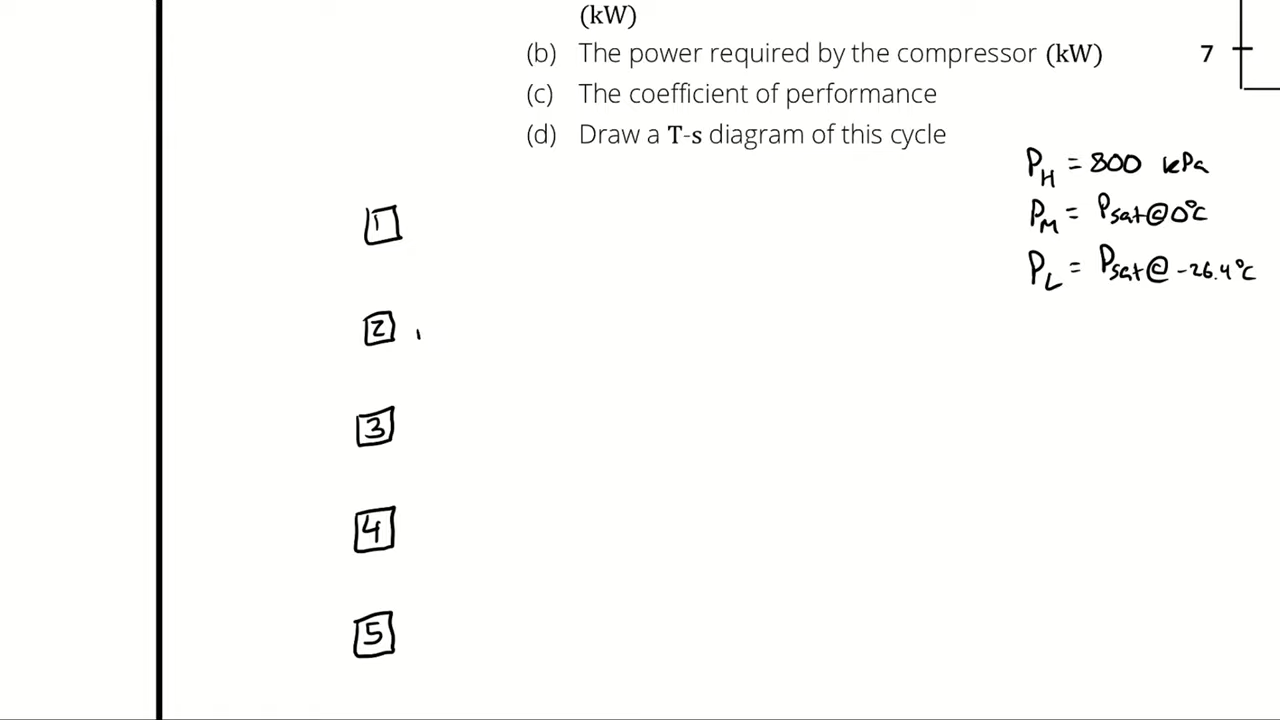 (kW)
(b) The power required by the compressor (kW)
7
(c) The coefficient of performance
(d) Draw a T-s diagram of this cycle
P_H = 800 kPa
P_M = P_sat@0°C
P_L = P_sat@-26.4°C
1
2
3
4
5